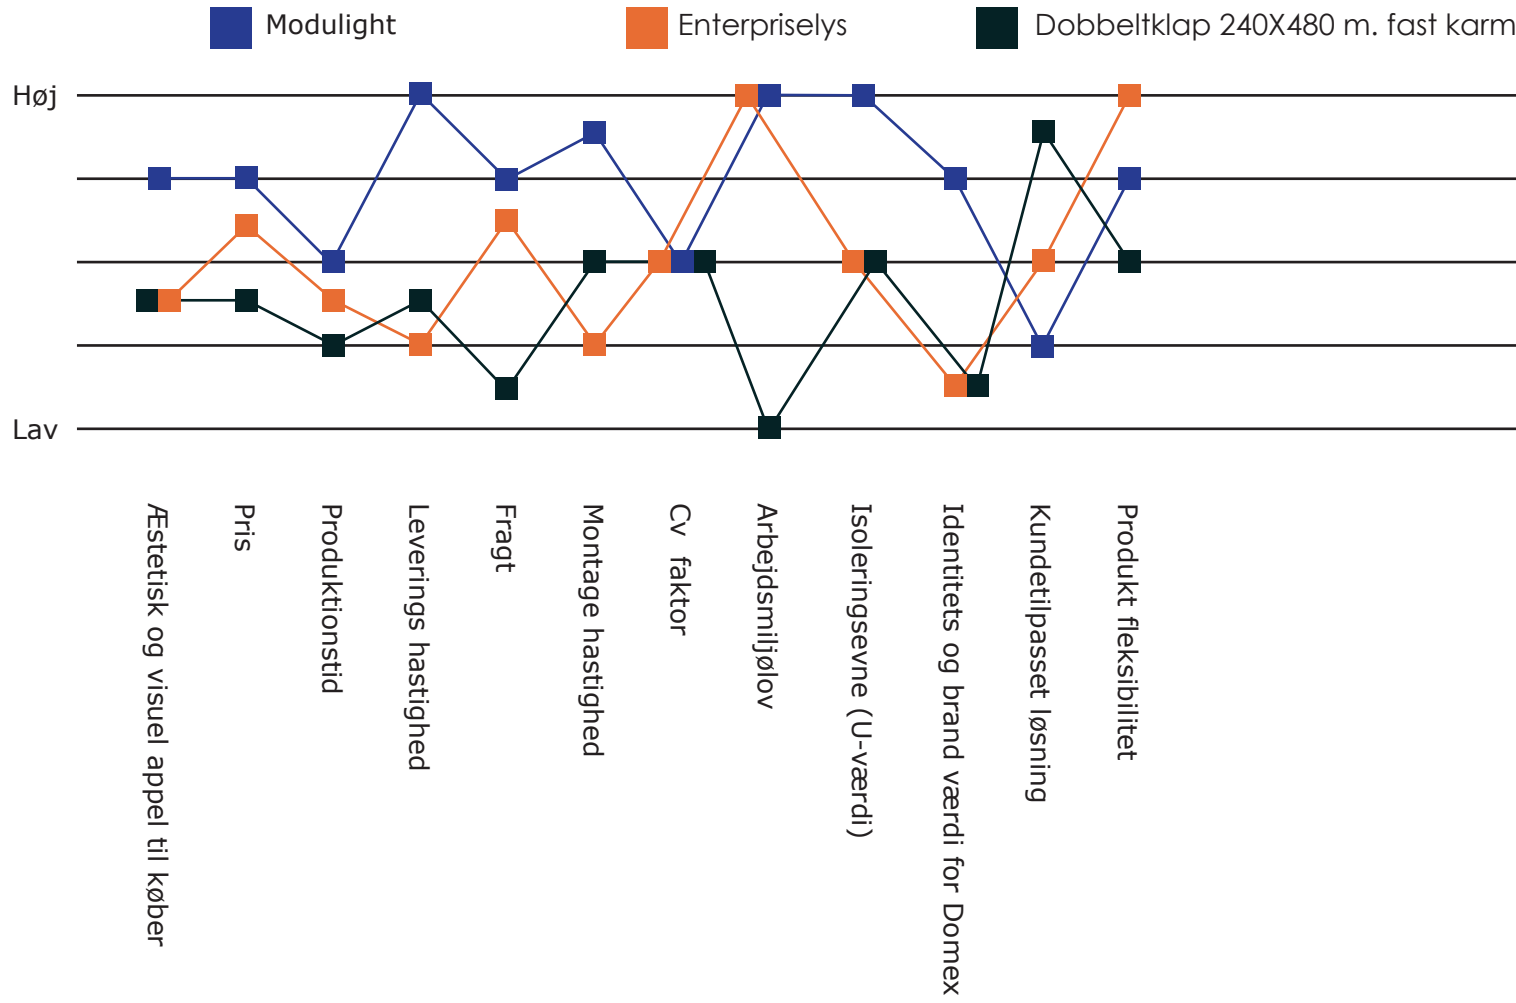 Modulight
Enterpriselys
Dobbeltklap 240X480 m. fast karm
Høj
Lav
Æstetisk og visuel appel til køber
Pris
Produktionstid
Leverings hastighed
Fragt
Montage hastighed
Cv faktor
Arbejdsmiljølov
Isoleringsevne (U-værdi)
Identitets og brand værdi for Domex
Kundetilpasset løsning
Produkt fleksibilitet